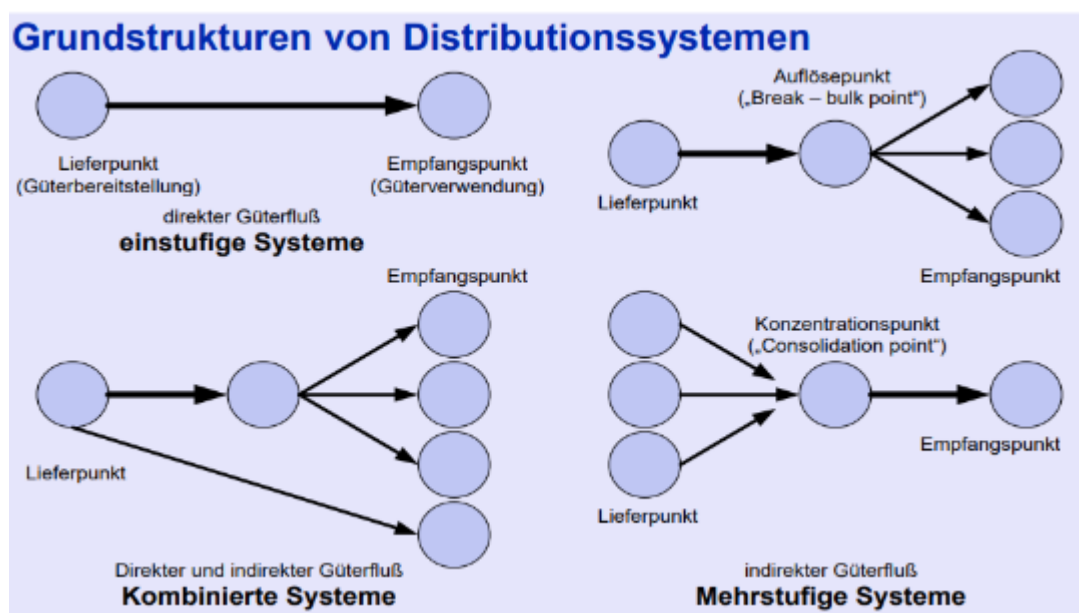 Grundstrukturen von Distributionssystemen
Lieferpunkt
(Güterbereitstellung)
Empfangspunkt
(Güterverwendung)
direkter Güterfluß
einstufige Systeme
Auflösepunkt
(„Break – bulk point“)
Lieferpunkt
Empfangspunkt
Empfangspunkt
Lieferpunkt
Direkter und indirekter Güterfluß
Kombinierte Systeme
Konzentrationspunkt
(„Consolidation point“)
Empfangspunkt
Lieferpunkt
indirekter Güterfluß
Mehrstufige Systeme